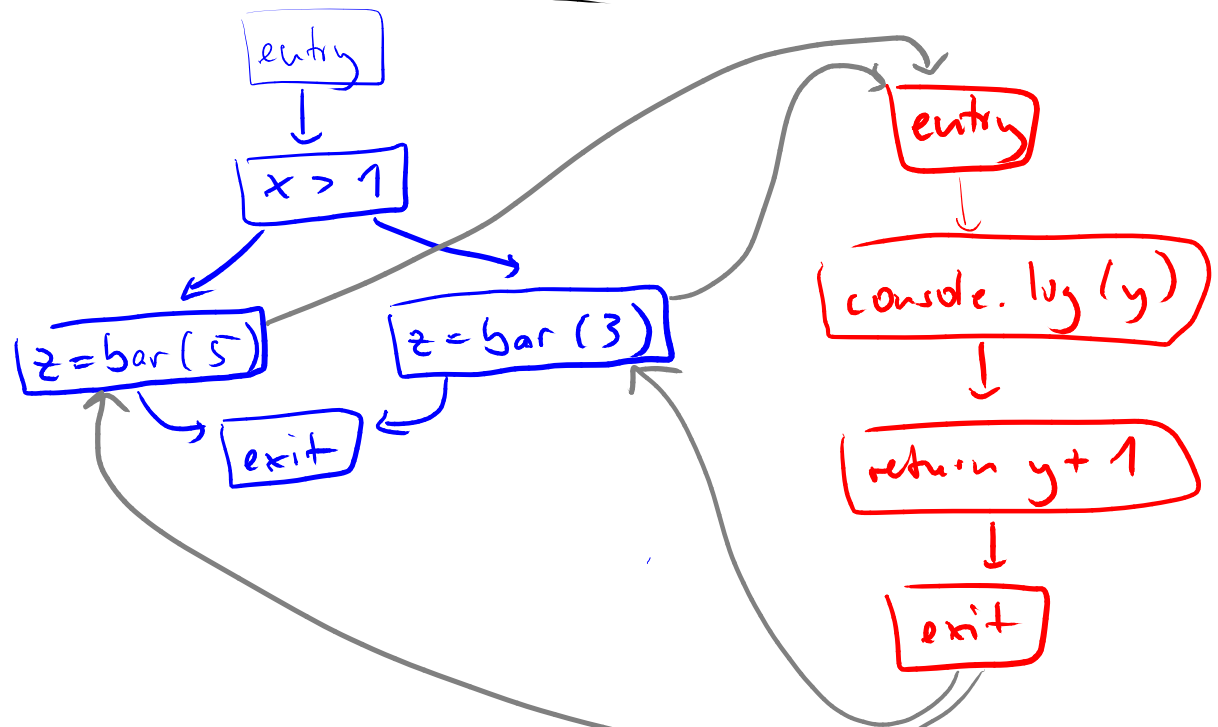 entry
x > 1
z = bar ( 5 )
z = bar ( 3 )
exit
entry
console. log ( y )
return y + 1
exit